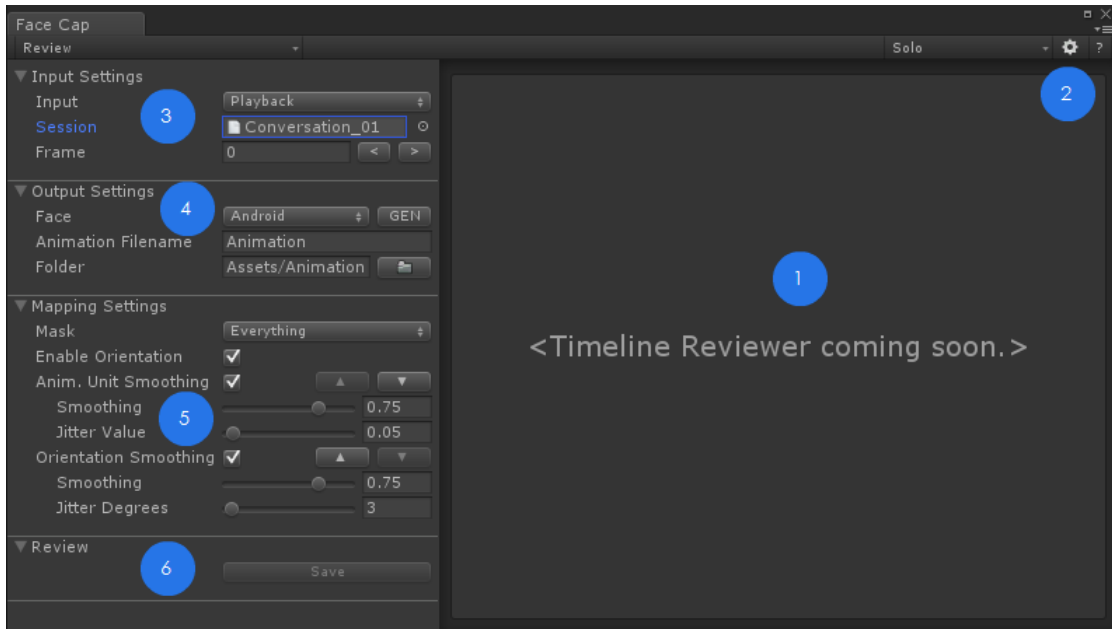 Face Cap
Review Solo ?
2
Input Settings
3
Input Playback
Session Conversation_01
Frame 0 < >
Output Settings
4
Face Android GEN
Animation Filename Animation
Folder Assets/Animation
1
Mapping Settings
Mask Everything
<Timeline Reviewer coming soon.>
Enable Orientation
Anim. Unit Smoothing
Smoothing 0.75
5
Jitter Value 0.05
Orientation Smoothing
Smoothing 0.75
Jitter Degrees 3
Review
6
Save